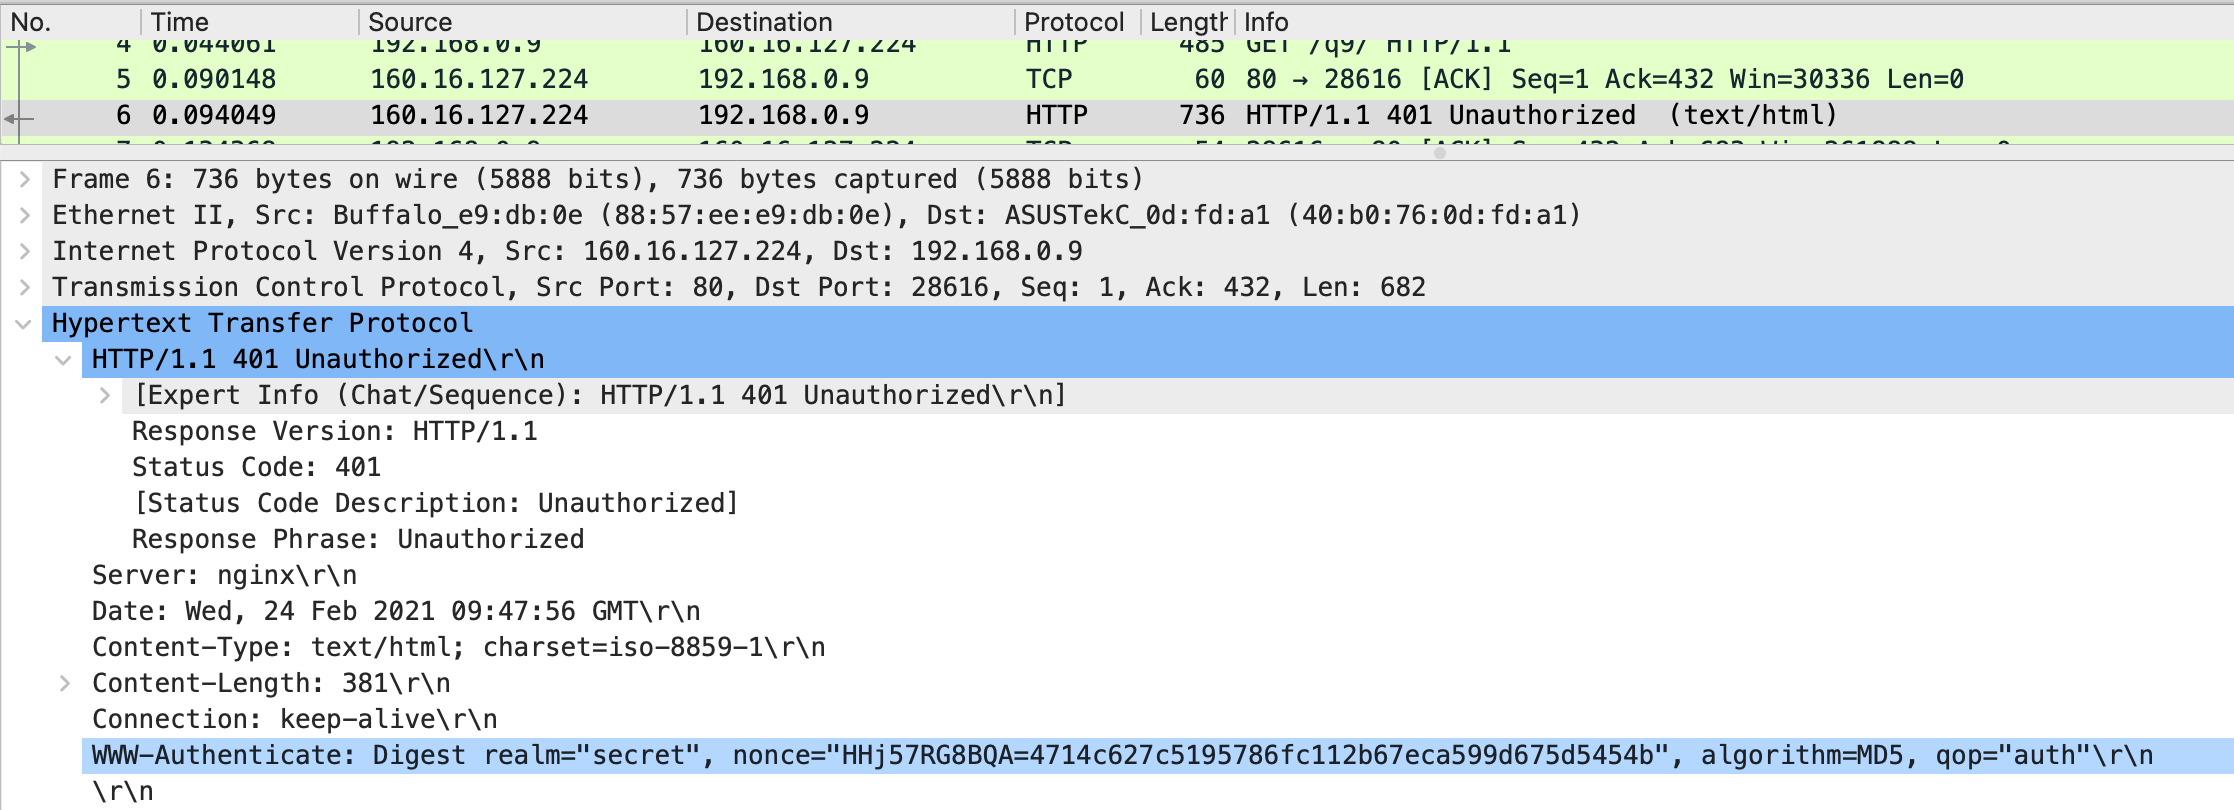 No. Time Source Destination Protocol Length Info
4 0.044061 192.168.0.9 160.16.127.224 HTTP 485 GET /q9/ HTTP/1.1
5 0.090148 160.16.127.224 192.168.0.9 TCP 60 80 → 28616 [ACK] Seq=1 Ack=432 Win=30336 Len=0
6 0.094049 160.16.127.224 192.168.0.9 HTTP 736 HTTP/1.1 401 Unauthorized (text/html)
Frame 6: 736 bytes on wire (5888 bits), 736 bytes captured (5888 bits)
Ethernet II, Src: Buffalo_e9:db:0e (88:57:ee:e9:db:0e), Dst: ASUSTekC_0d:fd:a1 (40:b0:76:0d:fd:a1)
Internet Protocol Version 4, Src: 160.16.127.224, Dst: 192.168.0.9
Transmission Control Protocol, Src Port: 80, Dst Port: 28616, Seq: 1, Ack: 432, Len: 682
Hypertext Transfer Protocol
HTTP/1.1 401 Unauthorized\r\n
[Expert Info (Chat/Sequence): HTTP/1.1 401 Unauthorized\r\n]
Response Version: HTTP/1.1
Status Code: 401
[Status Code Description: Unauthorized]
Response Phrase: Unauthorized
Server: nginx\r\n
Date: Wed, 24 Feb 2021 09:47:56 GMT\r\n
Content-Type: text/html; charset=iso-8859-1\r\n
Content-Length: 381\r\n
Connection: keep-alive\r\n
WWW-Authenticate: Digest realm="secret", nonce="HHj57RG8BQA=4714c627c5195786fc112b67eca599d675d5454b", algorithm=MD5, qop="auth"\r\n
\r\n